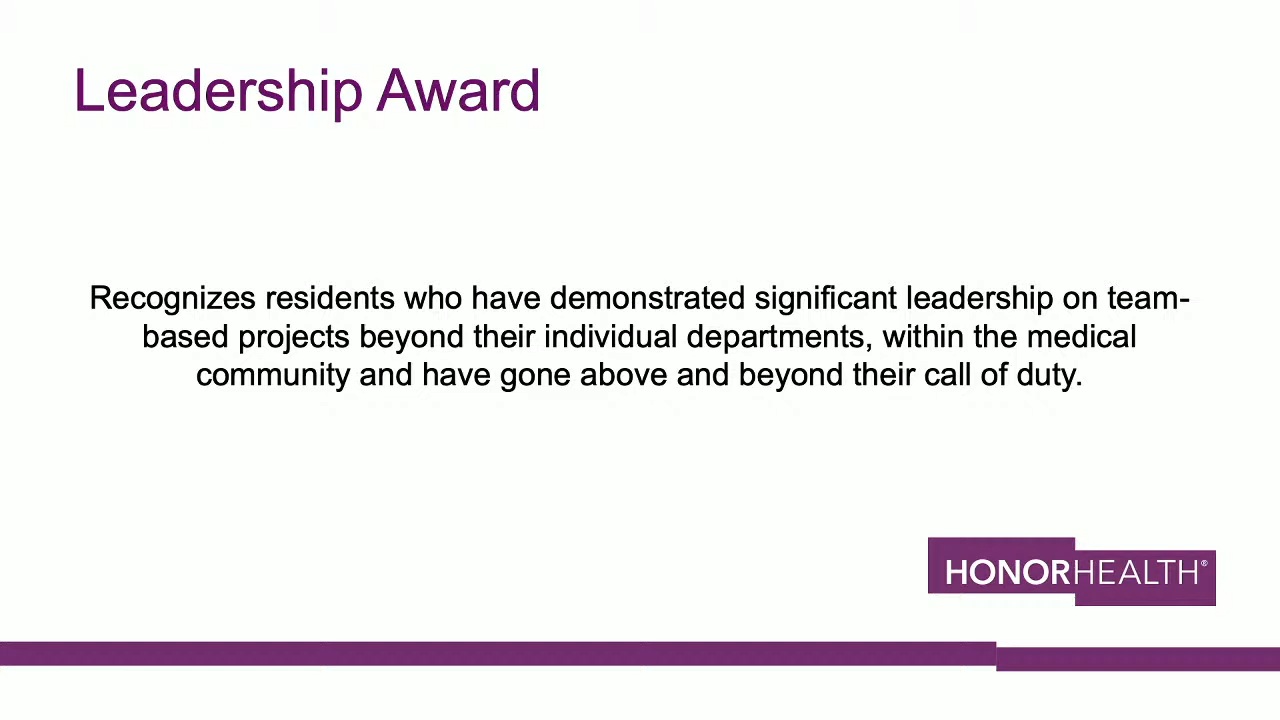 Leadership Award
Recognizes residents who have demonstrated significant leadership on team-
based projects beyond their individual departments, within the medical
community and have gone above and beyond their call of duty.
HONORHEALTH®